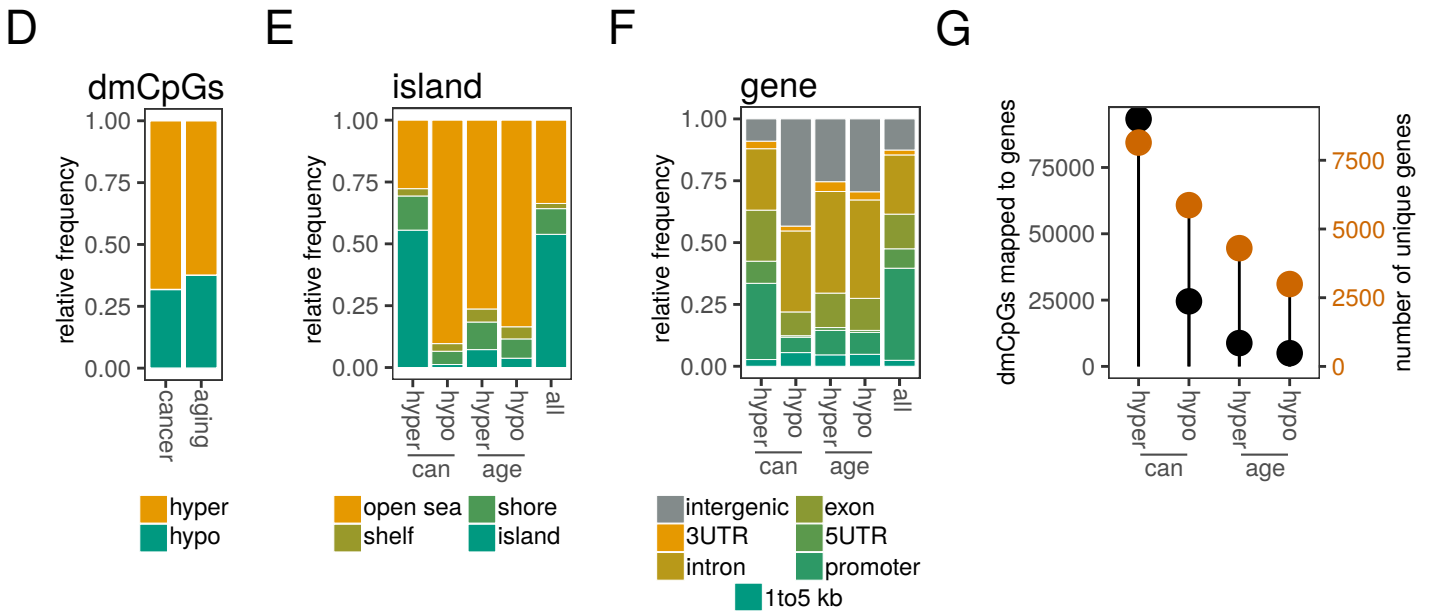 D
dmCpGs
relative frequency
1.00
0.75
0.50
0.25
0.00
cancer
aging
hyper
hypo
E
island
relative frequency
1.00
0.75
0.50
0.25
0.00
hyper
hypo
hyper
hypo
all
can
age
open sea
shelf
shore
island
F
gene
relative frequency
1.00
0.75
0.50
0.25
0.00
hyper
hypo
hyper
hypo
all
can
age
intergenic
3UTR
intron
exon
5UTR
promoter
1to5 kb
G
dmCpGs mapped to genes
75000
50000
25000
0
7500
5000
2500
0
number of unique genes
hyper
hypo
hyper
hypo
can
age